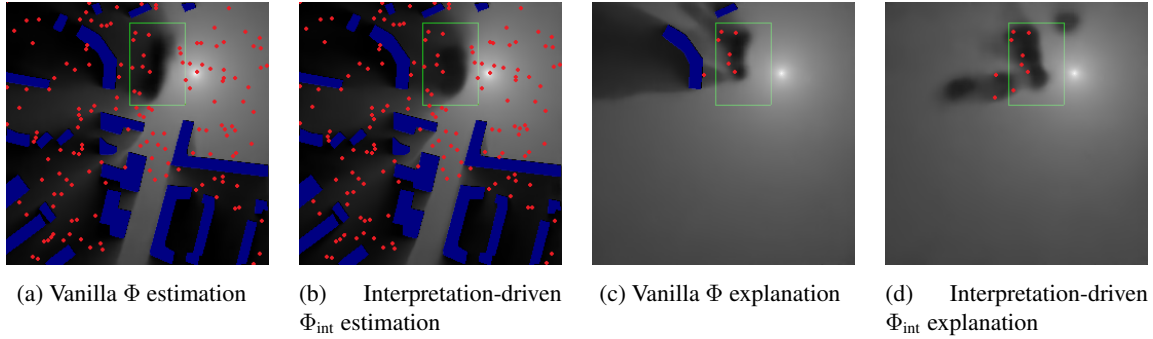 (a) Vanilla Φ estimation
(b) Interpretation-driven
Φint estimation
(c) Vanilla Φ explanation
(d) Interpretation-driven
Φint explanation